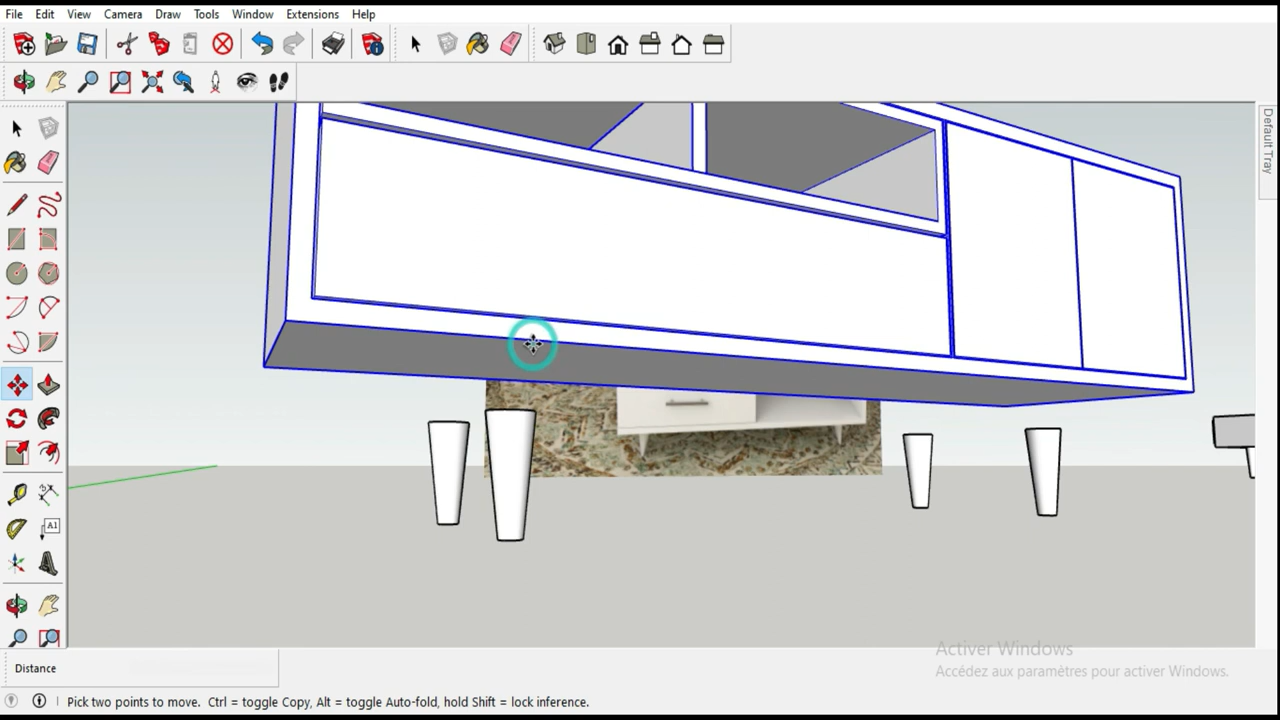 File Edit View Camera Draw Tools Window Extensions Help
Default Tray
A1
Distance
Activer Windows
Accédez aux paramètres pour activer Windows.
Pick two points to move. Ctrl = toggle Copy, Alt = toggle Auto-fold, hold Shift = lock inference.